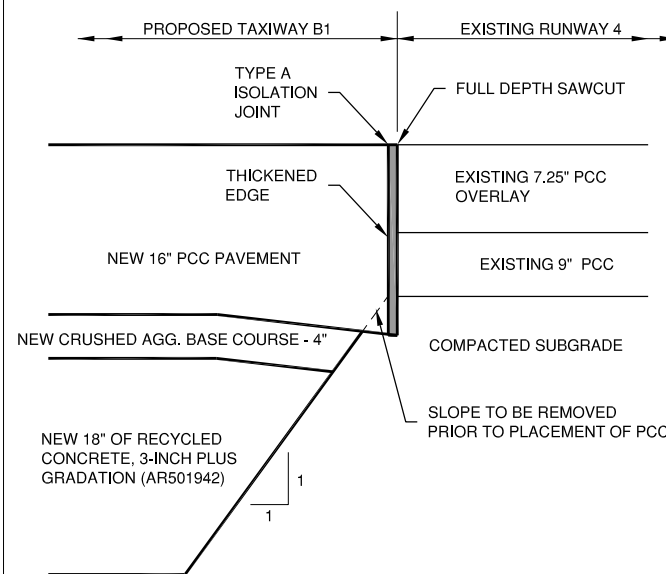 PROPOSED TAXIWAY B1
EXISTING RUNWAY 4
TYPE A
ISOLATION
JOINT
FULL DEPTH SAWCUT
THICKENED
EDGE
EXISTING 7.25" PCC
OVERLAY
NEW 16" PCC PAVEMENT
EXISTING 9" PCC
NEW CRUSHED AGG. BASE COURSE - 4"
COMPACTED SUBGRADE
SLOPE TO BE REMOVED
PRIOR TO PLACEMENT OF PCC
NEW 18" OF RECYCLED
CONCRETE, 3-INCH PLUS
GRADATION (AR501942)
1
1